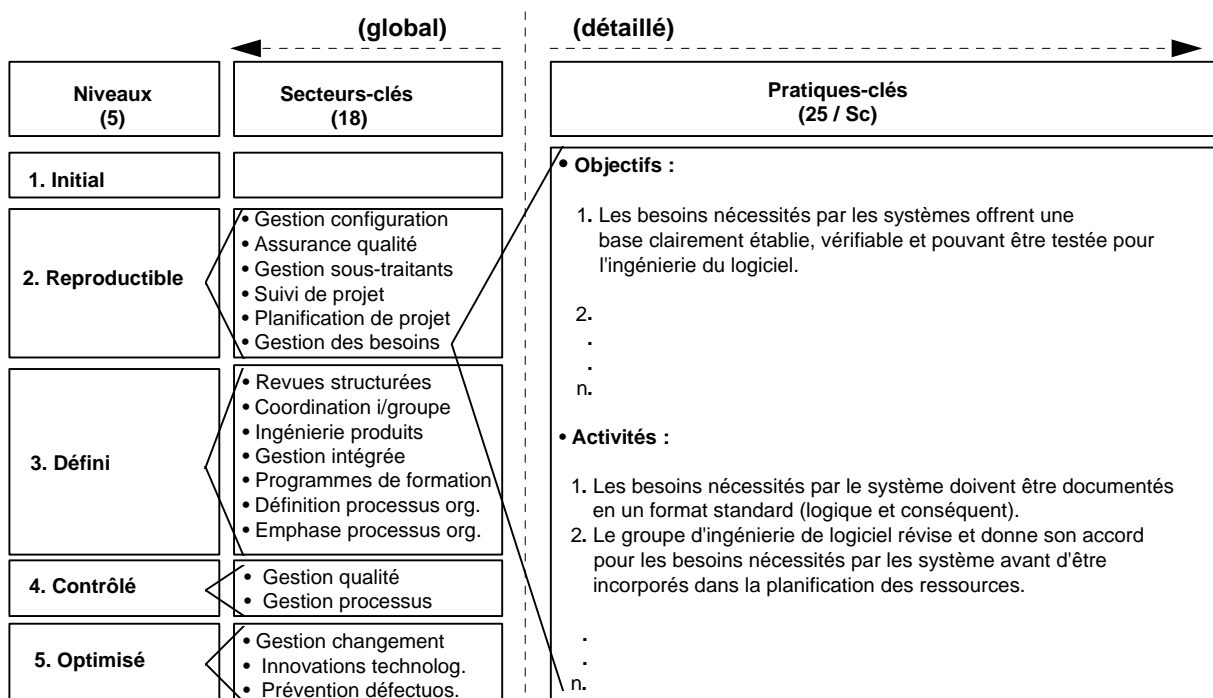 (global)
(détaillé)
Niveaux
(5)
Secteurs-clés
(18)
Pratiques-clés
(25 / Sc)
1. Initial
2. Reproductible
• Gestion configuration
• Assurance qualité
• Gestion sous-traitants
• Suivi de projet
• Planification de projet
• Gestion des besoins
3. Défini
• Revues structurées
• Coordination i/groupe
• Ingénierie produits
• Gestion intégrée
• Programmes de formation
• Définition processus org.
• Emphase processus org.
4. Contrôlé
• Gestion qualité
• Gestion processus
5. Optimisé
• Gestion changement
• Innovations technolog.
• Prévention défectuos.
• Objectifs :
1. Les besoins nécessités par les systèmes offrent une
base clairement établie, vérifiable et pouvant être testée pour
l'ingénierie du logiciel.
2.
.
.
n.
• Activités :
1. Les besoins nécessités par le système doivent être documentés
en un format standard (logique et conséquent).
2. Le groupe d'ingénierie de logiciel révise et donne son accord
pour les besoins nécessités par les système avant d'être
incorporés dans la planification des ressources.
.
.
n.